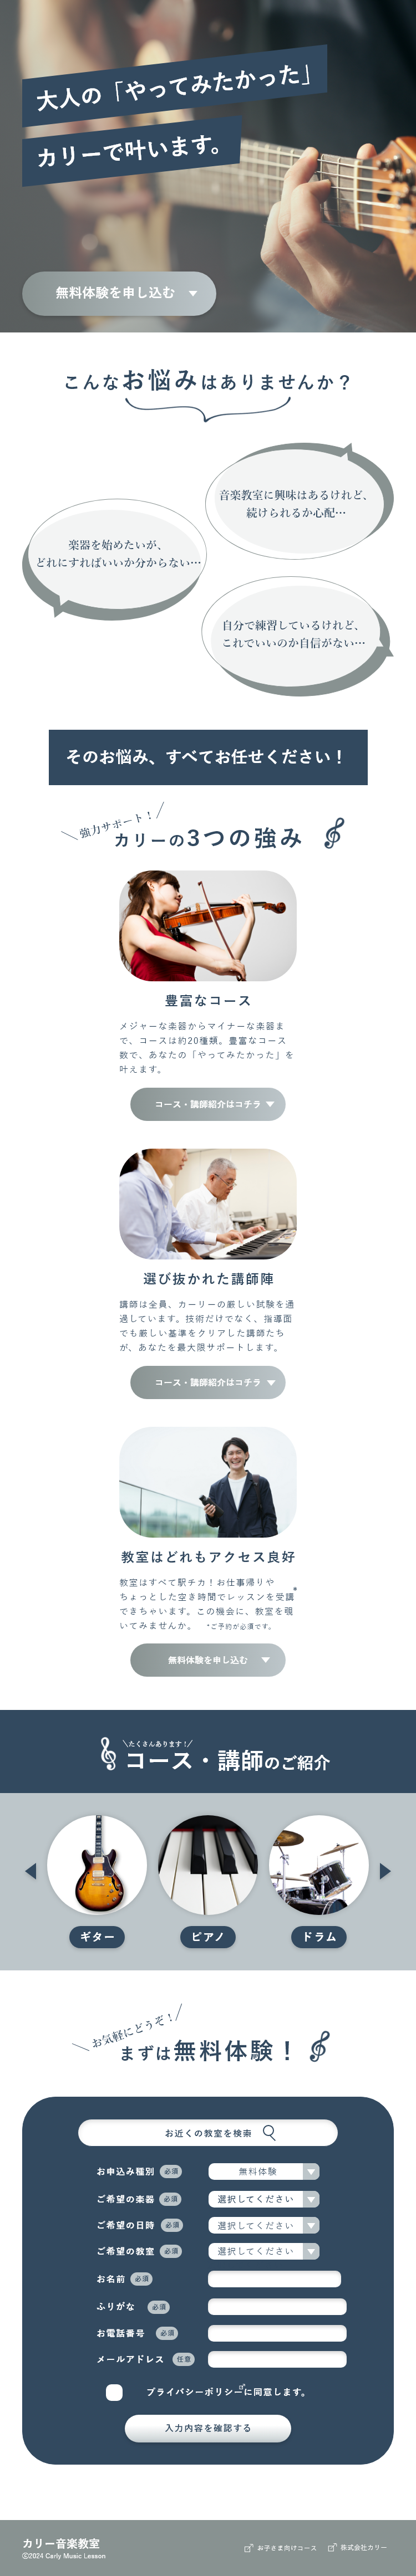 大人の「やってみたかった」
カリーで叶います。
無料体験を申し込む
こんなお悩みはありませんか？
音楽教室に興味はあるけれど、
続けられるか心配…
楽器を始めたいが、
どれにすればいいか分からない…
自分で練習しているけれど、
これでいいのか自信がない…
そのお悩み、すべてお任せください！
強力サポート！
カリーの3つの強み
豊富なコース
メジャーな楽器からマイナーな楽器ま
で、コースは約20種類。豊富なコース
数で、あなたの「やってみたかった」を
叶えます。
コース・講師紹介はコチラ
選び抜かれた講師陣
講師は全員、カーリーの厳しい試験を通
過しています。技術だけでなく、指導面
でも厳しい基準をクリアした講師たち
が、あなたを最大限サポートします。
コース・講師紹介はコチラ
教室はどれもアクセス良好
教室はすべて駅チカ！お仕事帰りや
ちょっとした空き時間でレッスンを受講
できちゃいます。この機会に、教室を覗
いてみませんか。 *ご予約が必須です。
無料体験を申し込む
＼たくさんあります！／
コース・講師のご紹介
ギター
ピアノ
ドラム
お気軽にどうぞ！
まずは無料体験！
お近くの教室を検索
お申込み種別 必須 無料体験
ご希望の楽器 必須 選択してください
ご希望の日時 必須 選択してください
ご希望の教室 必須 選択してください
お名前 必須
ふりがな 必須
お電話番号 必須
メールアドレス 任意
プライバシーポリシーに同意します。
入力内容を確認する
カリー音楽教室
©2024 Carly Music Lesson
お子さま向けコース
株式会社カリー